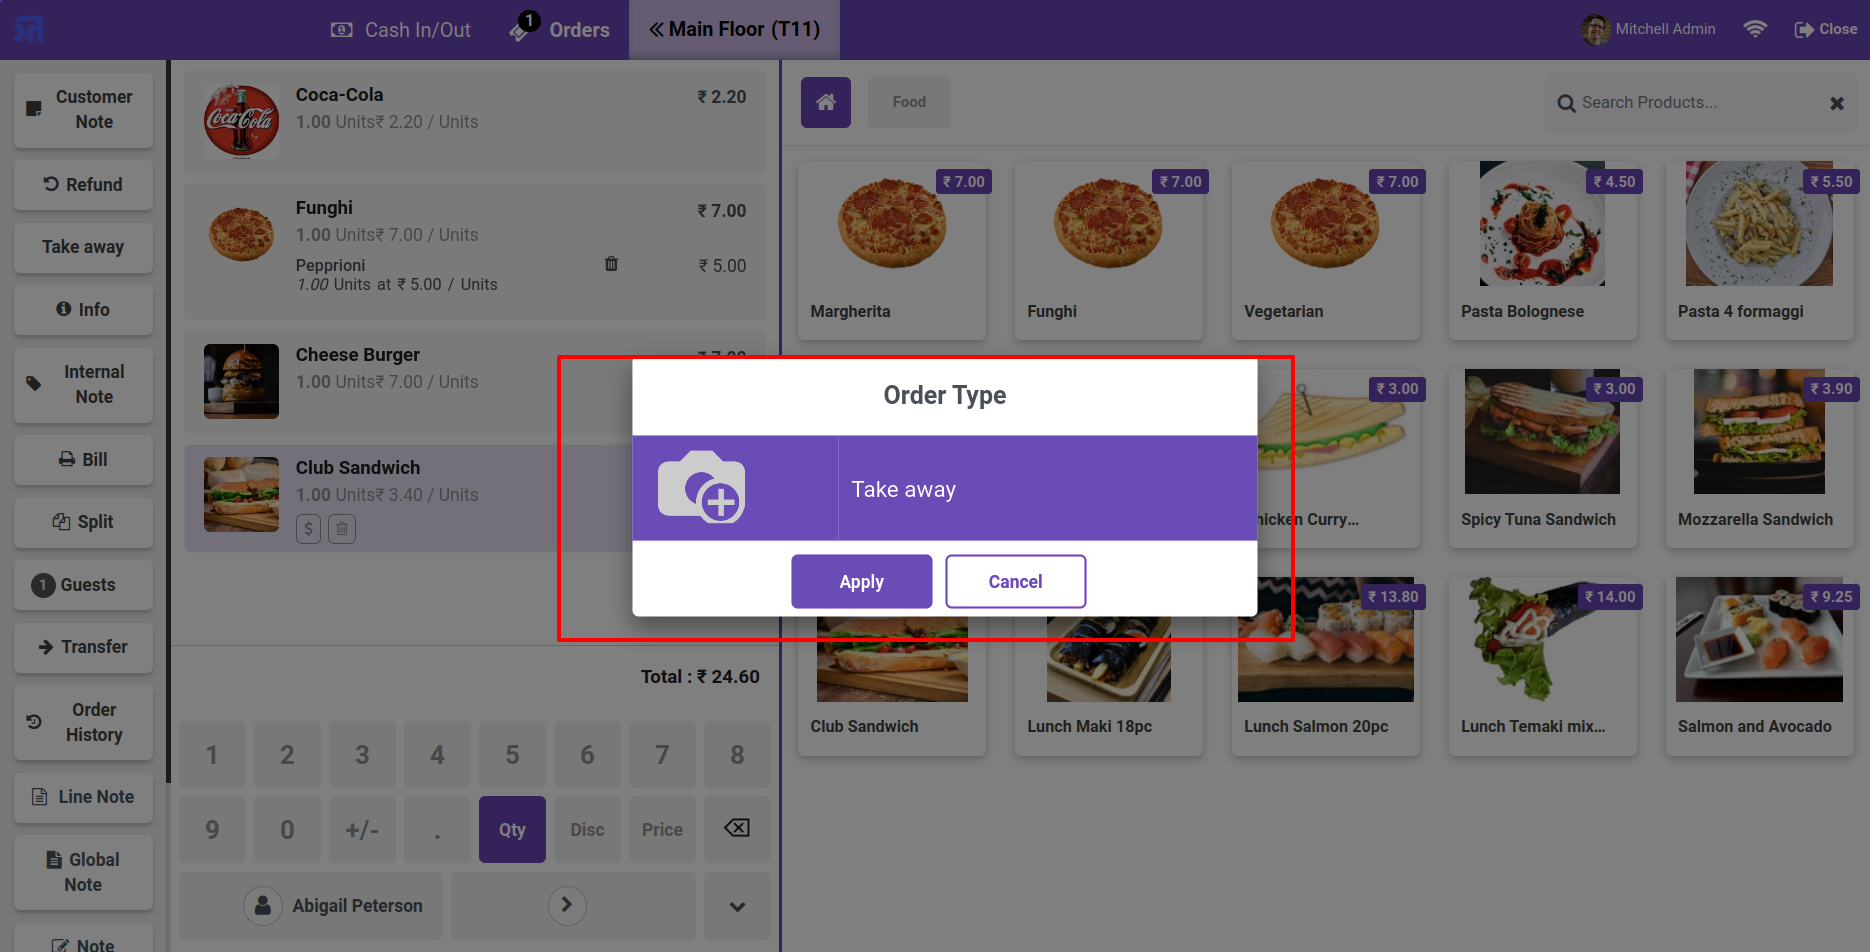 Cash In/Out
1
Orders
Main Floor (T11)
Mitchell Admin
Close
Customer
Note
Refund
Take away
Info
Internal
Note
Bill
Split
1 Guests
Transfer
Order
History
Line Note
Global
Note
Note
Coca-Cola
Coca-Cola ₹ 2.20
1.00 Units₹ 2.20 / Units
Funghi ₹ 7.00
1.00 Units₹ 7.00 / Units
Pepprioni ₹ 5.00
1.00 Units at ₹ 5.00 / Units
Cheese Burger
1.00 Units₹ 7.00 / Units
Club Sandwich
1.00 Units₹ 3.40 / Units
$
Total : ₹ 24.60
1 2 3 4 5 6 7 8
9 0 +/- . Qty Disc Price
Abigail Peterson
Food
Search Products...
₹ 7.00 ₹ 7.00 ₹ 7.00 ₹ 4.50 ₹ 5.50
Margherita Funghi Vegetarian Pasta Bolognese Pasta 4 formaggi
₹ 3.00 ₹ 3.00 ₹ 3.90
Curry... Spicy Tuna Sandwich Mozzarella Sandwich
₹ 13.80 ₹ 14.00 ₹ 9.25
Club Sandwich Lunch Maki 18pc Lunch Salmon 20pc Lunch Temaki mix... Salmon and Avocado
Order Type
Take away
Apply Cancel